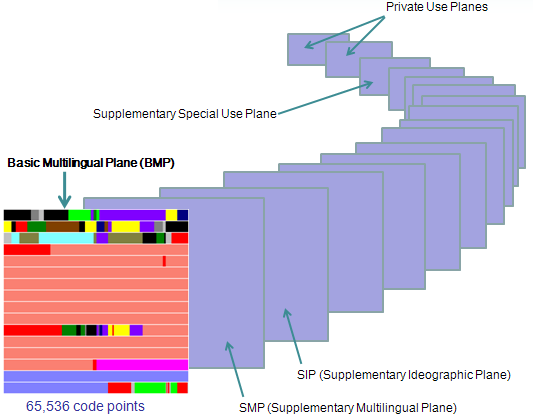 Private Use Planes
Supplementary Special Use Plane
Basic Multilingual Plane (BMP)
SIP (Supplementary Ideographic Plane)
SMP (Supplementary Multilingual Plane)
65,536 code points